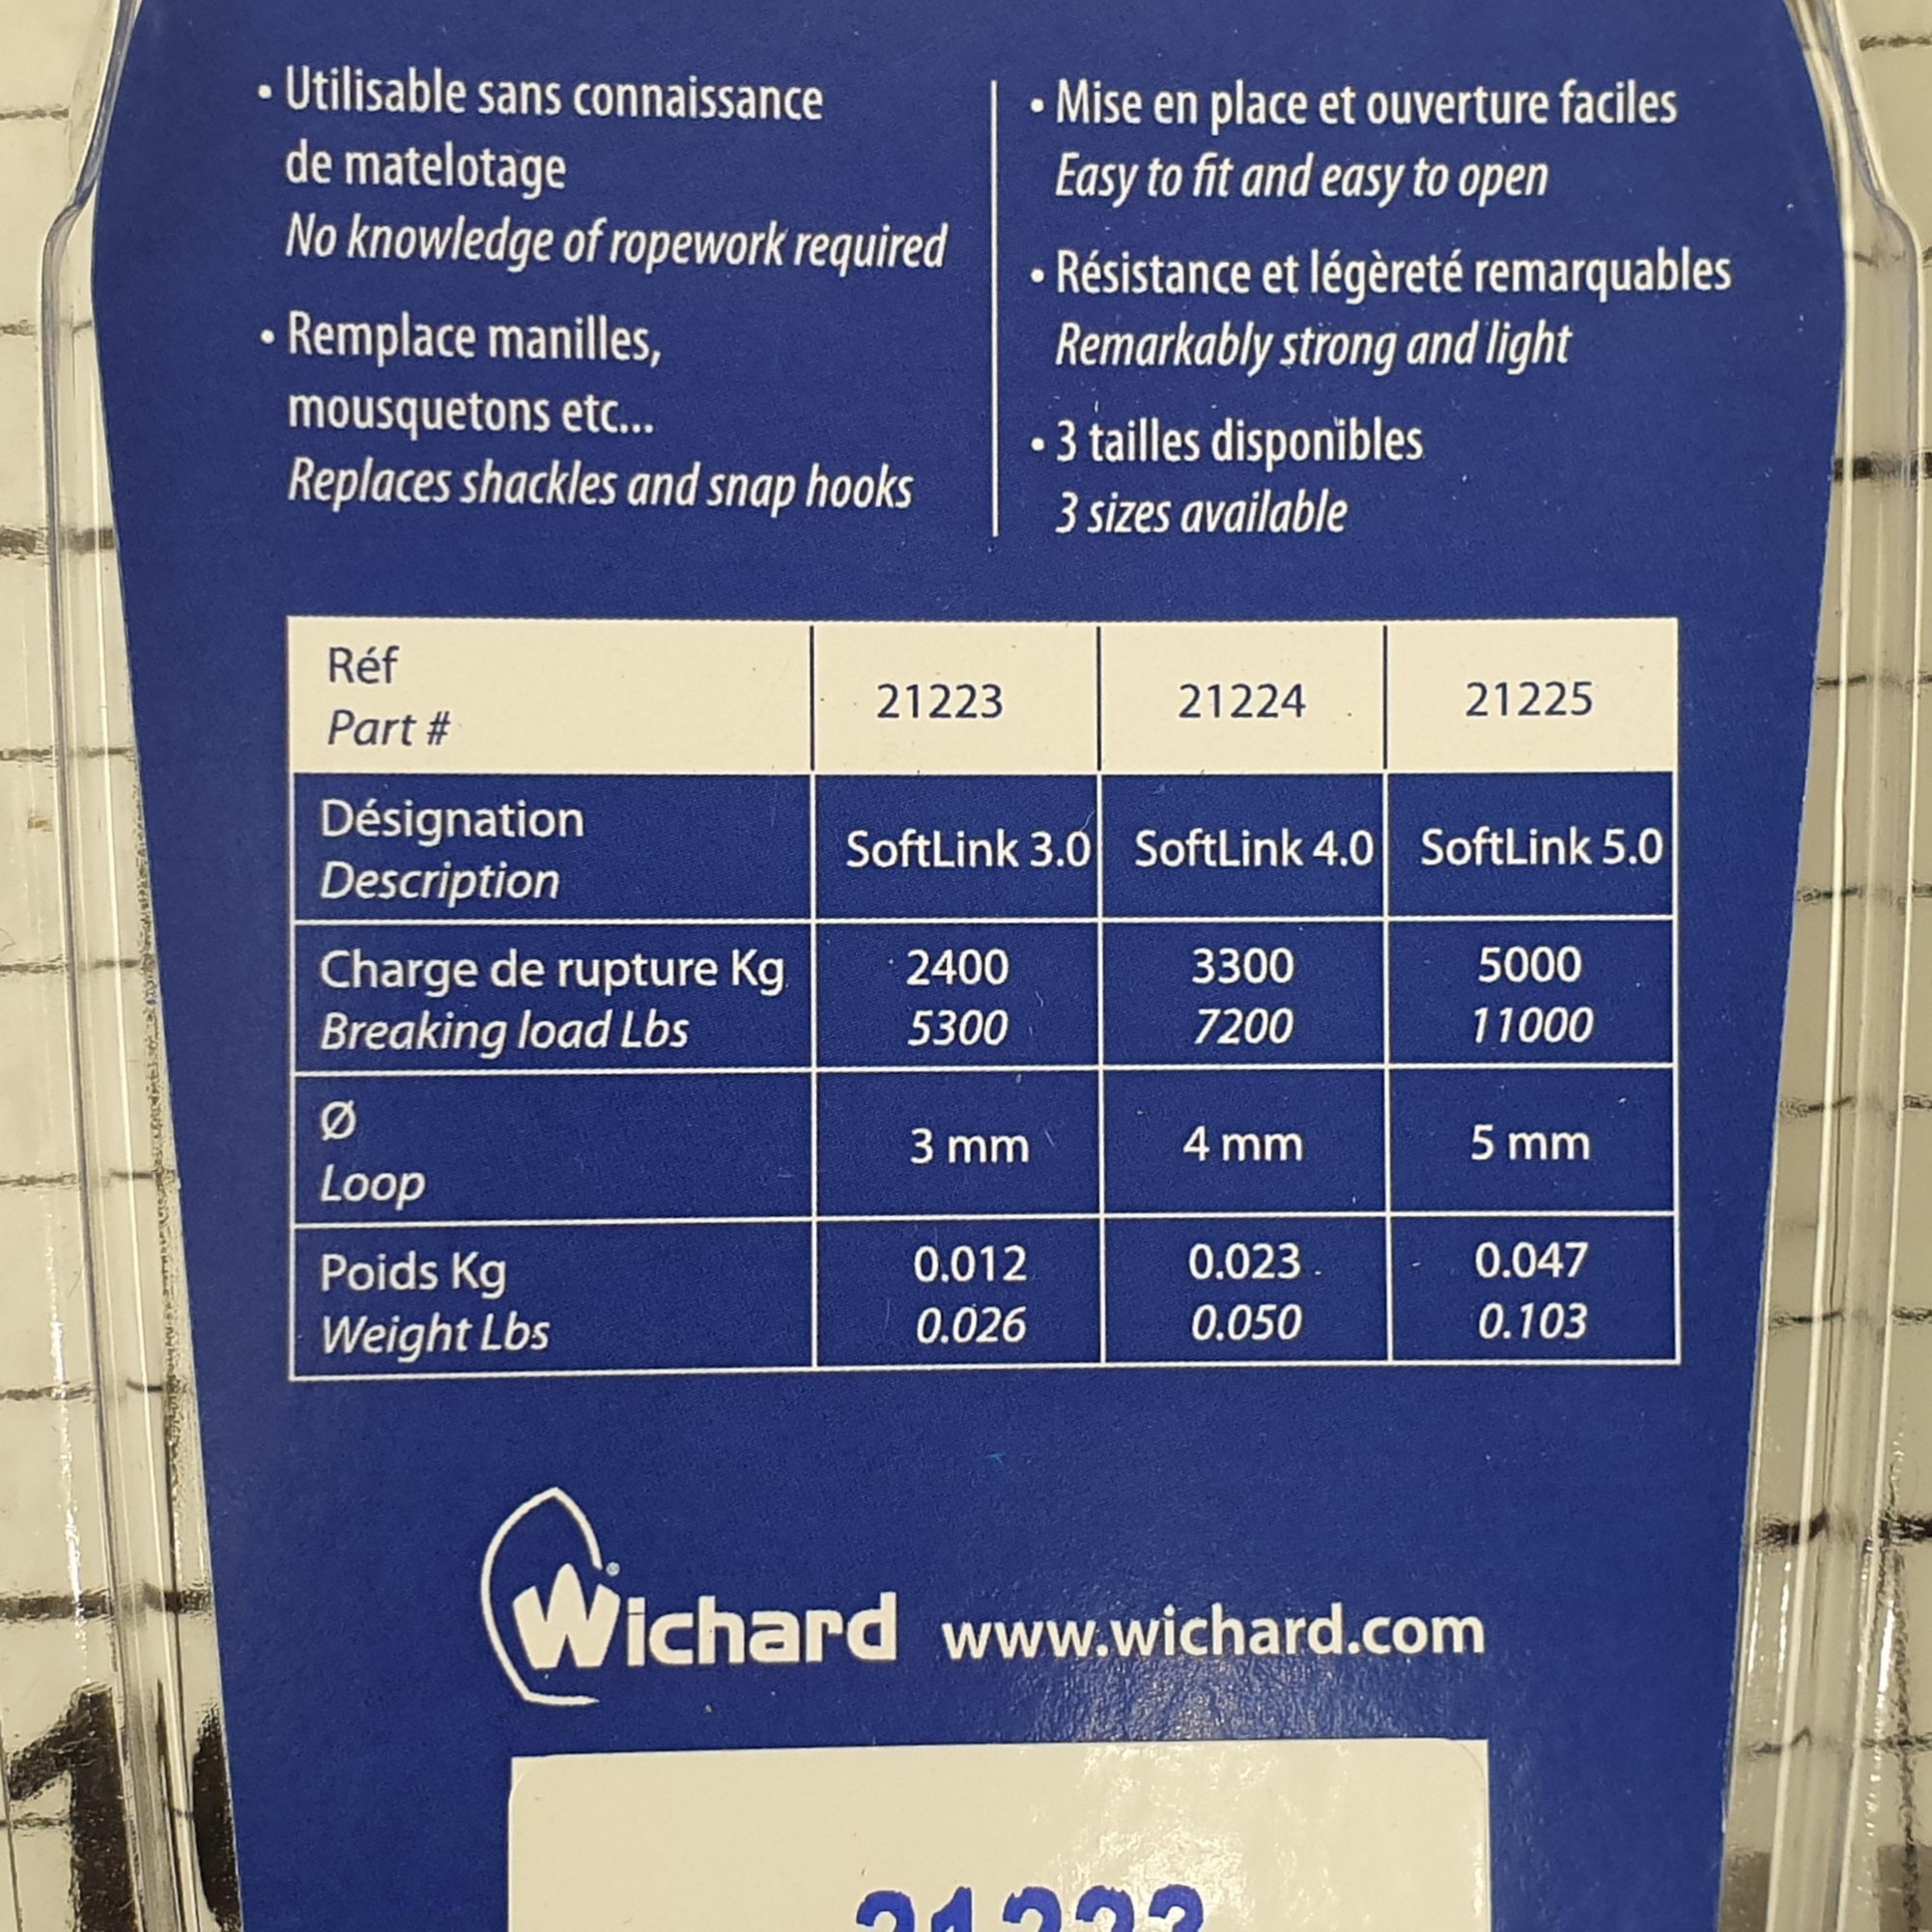 • Utilisable sans connaissance
de matelotage
No knowledge of ropework required
• Remplace manilles,
mousquetons etc...
Replaces shackles and snap hooks
• Mise en place et ouverture faciles
Easy to fit and easy to open
• Résistance et légèreté remarquables
Remarkably strong and light
• 3 tailles disponibles
3 sizes available
Réf
Part #
21223 21224 21225
Désignation
Description
SoftLink 3.0 SoftLink 4.0 SoftLink 5.0
Charge de rupture Kg 2400 3300 5000
Breaking load Lbs 5300 7200 11000
Ø
Loop
3 mm 4 mm 5 mm
Poids Kg 0.012 0.023 0.047
Weight Lbs 0.026 0.050 0.103
Wichard® www.wichard.com
21223